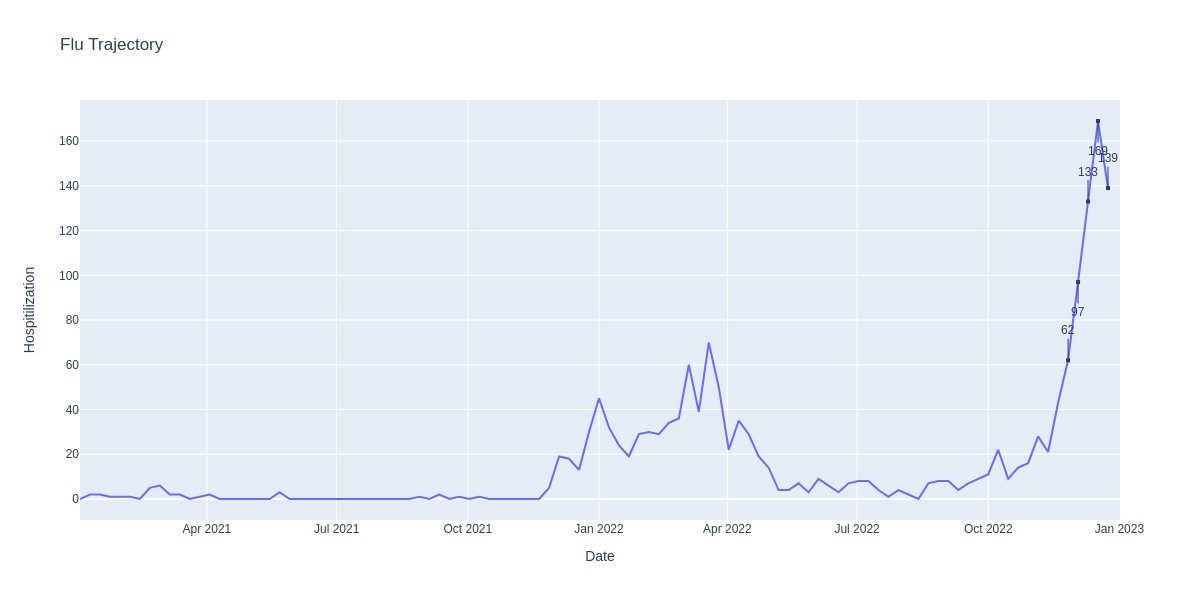 Flu Trajectory
160
140
120
100
80
60
40
20
0
Hospitilization
169
139
133
97
62
Apr 2021
Jul 2021
Oct 2021
Jan 2022
Apr 2022
Jul 2022
Oct 2022
Jan 2023
Date